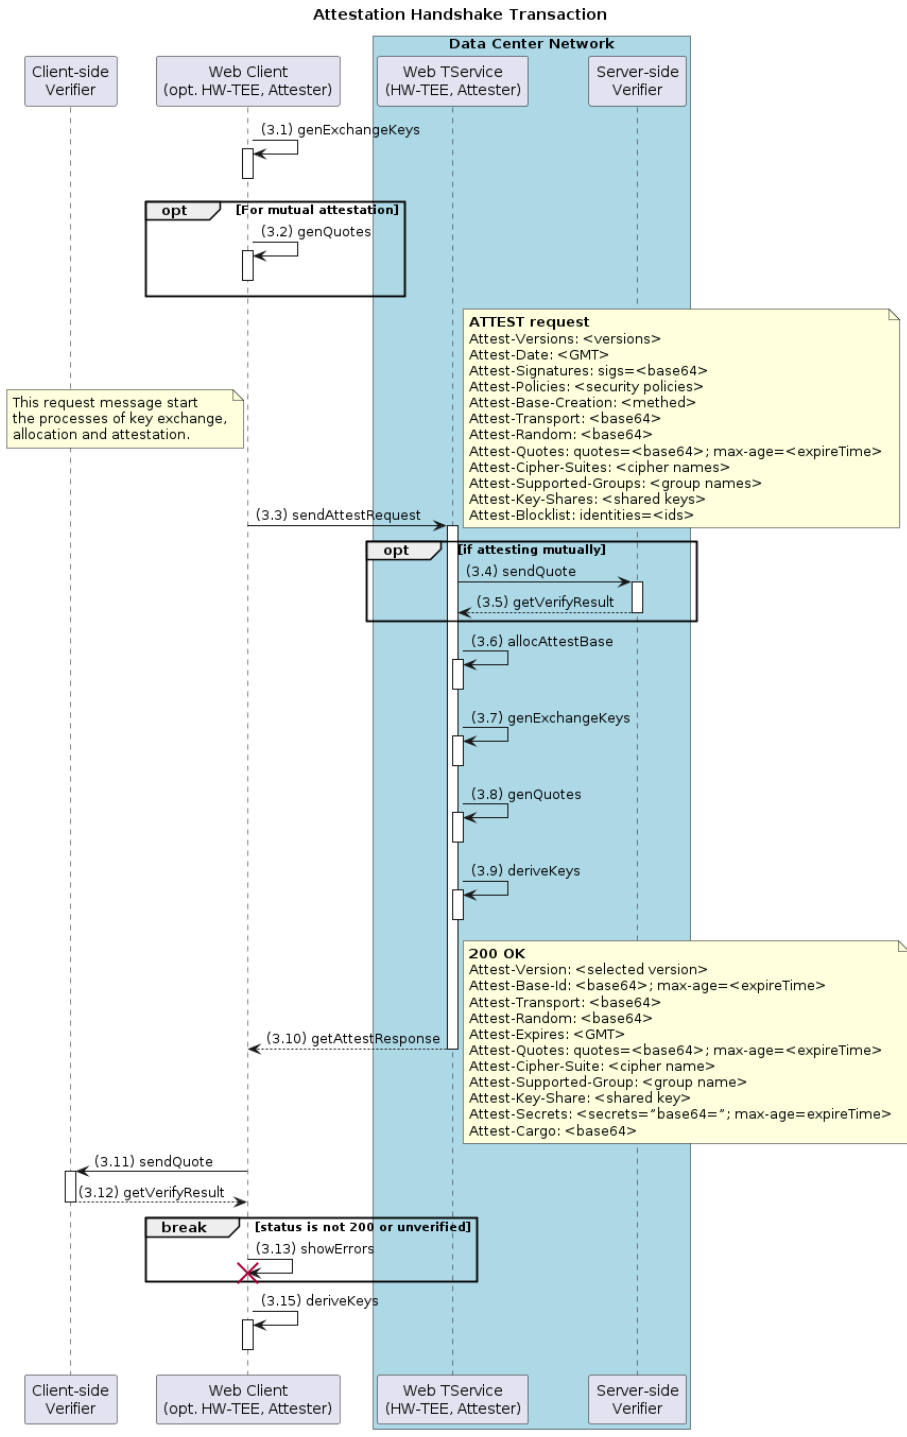 Attestation Handshake Transaction
Data Center Network
Client-side
Verifier
Web Client
(opt. HW-TEE, Attester)
Web TService
(HW-TEE, Attester)
Server-side
Verifier
(3.1) genExchangeKeys
opt
[For mutual attestation]
(3.2) genQuotes
ATTEST request
Attest-Versions: <versions>
Attest-Date: <GMT>
Attest-Signatures: sigs=<base64>
Attest-Policies: <security policies>
Attest-Base-Creation: <methed>
Attest-Transport: <base64>
Attest-Random: <base64>
Attest-Quotes: quotes=<base64>; max-age=<expireTime>
Attest-Cipher-Suites: <cipher names>
Attest-Supported-Groups: <group names>
Attest-Key-Shares: <shared keys>
Attest-Blocklist: identities=<ids>
This request message start
the processes of key exchange,
allocation and attestation.
(3.3) sendAttestRequest
opt
[if attesting mutually]
(3.4) sendQuote
(3.5) getVerifyResult
(3.6) allocAttestBase
(3.7) genExchangeKeys
(3.8) genQuotes
(3.9) deriveKeys
200 OK
Attest-Version: <selected version>
Attest-Base-Id: <base64>; max-age=<expireTime>
Attest-Transport: <base64>
Attest-Random: <base64>
Attest-Expires: <GMT>
Attest-Quotes: quotes=<base64>; max-age=<expireTime>
Attest-Cipher-Suite: <cipher name>
Attest-Supported-Group: <group name>
Attest-Key-Share: <shared key>
Attest-Secrets: <secrets=”base64=”; max-age=expireTime>
Attest-Cargo: <base64>
(3.10) getAttestResponse
(3.11) sendQuote
(3.12) getVerifyResult
break
[status is not 200 or unverified]
(3.13) showErrors
(3.15) deriveKeys
Client-side
Verifier
Web Client
(opt. HW-TEE, Attester)
Web TService
(HW-TEE, Attester)
Server-side
Verifier